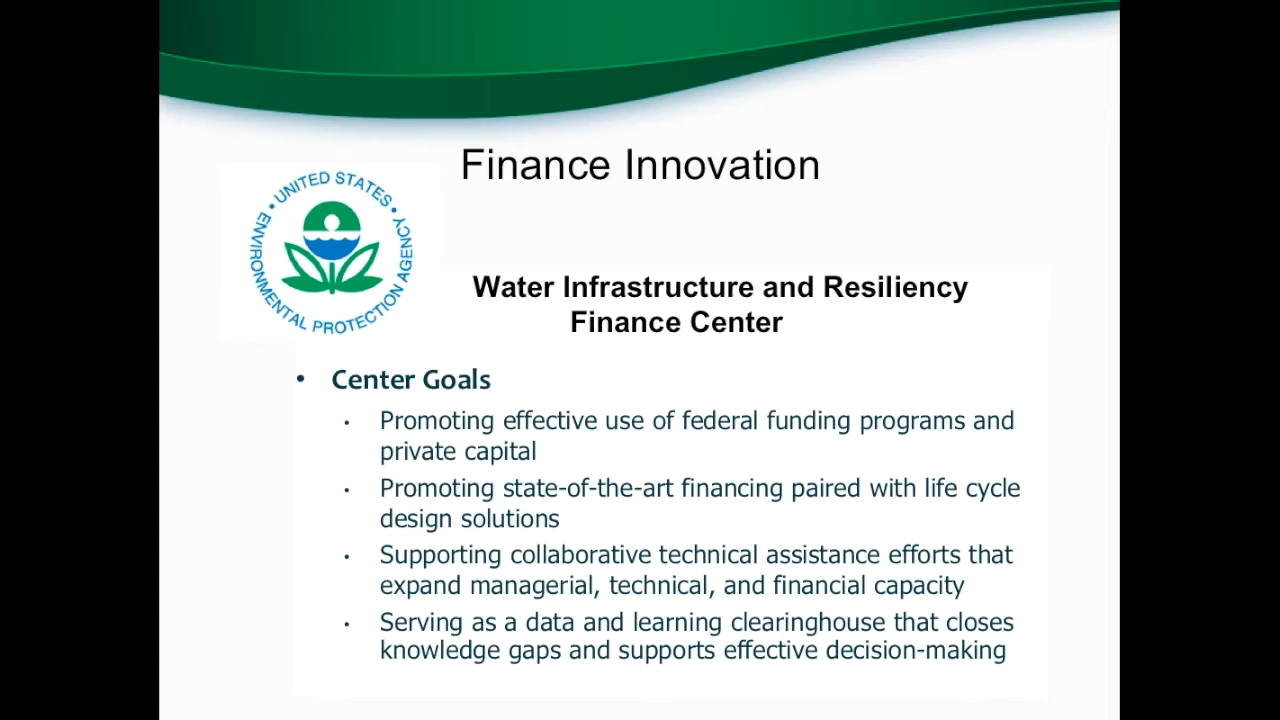 Finance Innovation
UNITED STATES
ENVIRONMENTAL PROTECTION AGENCY
Water Infrastructure and Resiliency
Finance Center
• Center Goals
• Promoting effective use of federal funding programs and
private capital
• Promoting state-of-the-art financing paired with life cycle
design solutions
• Supporting collaborative technical assistance efforts that
expand managerial, technical, and financial capacity
• Serving as a data and learning clearinghouse that closes
knowledge gaps and supports effective decision-making